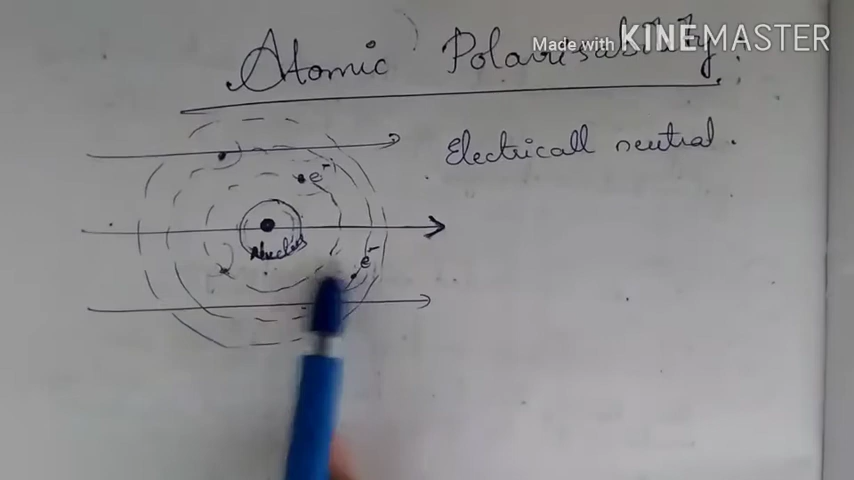 Made with KINEMASTER
Atomic Polarisability :
Electricall neutral.
e-
Nucleus
e-